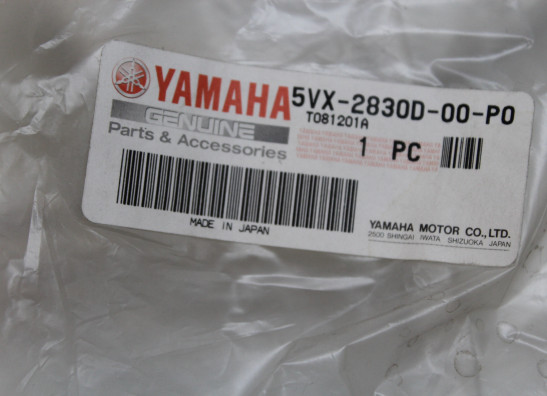 YAMAHA
5VX-2830D-00-P0
GENUINE
T081201A
Parts & Accessories
1 PC
MADE IN JAPAN
YAMAHA MOTOR CO., LTD.
2500 SHINGAI IWATA SHIZUOKA JAPAN